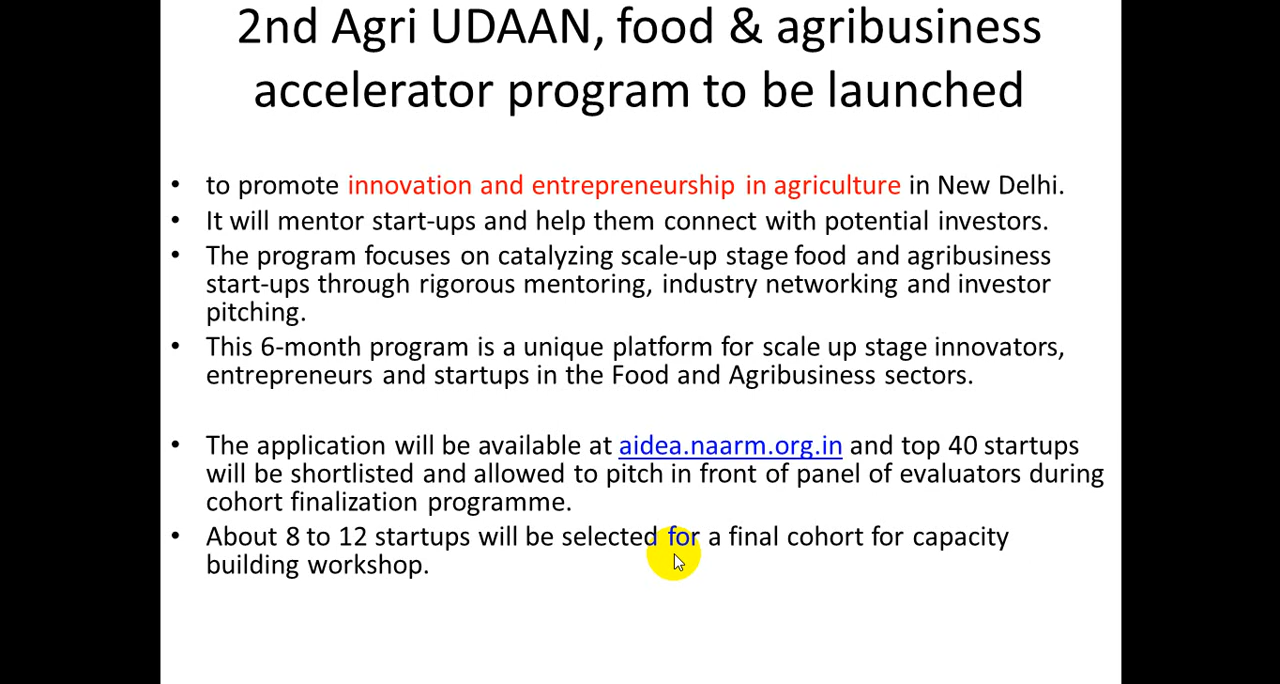 2nd Agri UDAAN, food & agribusiness
accelerator program to be launched
• to promote innovation and entrepreneurship in agriculture in New Delhi.
• It will mentor start-ups and help them connect with potential investors.
• The program focuses on catalyzing scale-up stage food and agribusiness
start-ups through rigorous mentoring, industry networking and investor
pitching.
• This 6-month program is a unique platform for scale up stage innovators,
entrepreneurs and startups in the Food and Agribusiness sectors.
• The application will be available at aidea.naarm.org.in and top 40 startups
will be shortlisted and allowed to pitch in front of panel of evaluators during
cohort finalization programme.
• About 8 to 12 startups will be selected for a final cohort for capacity
building workshop.